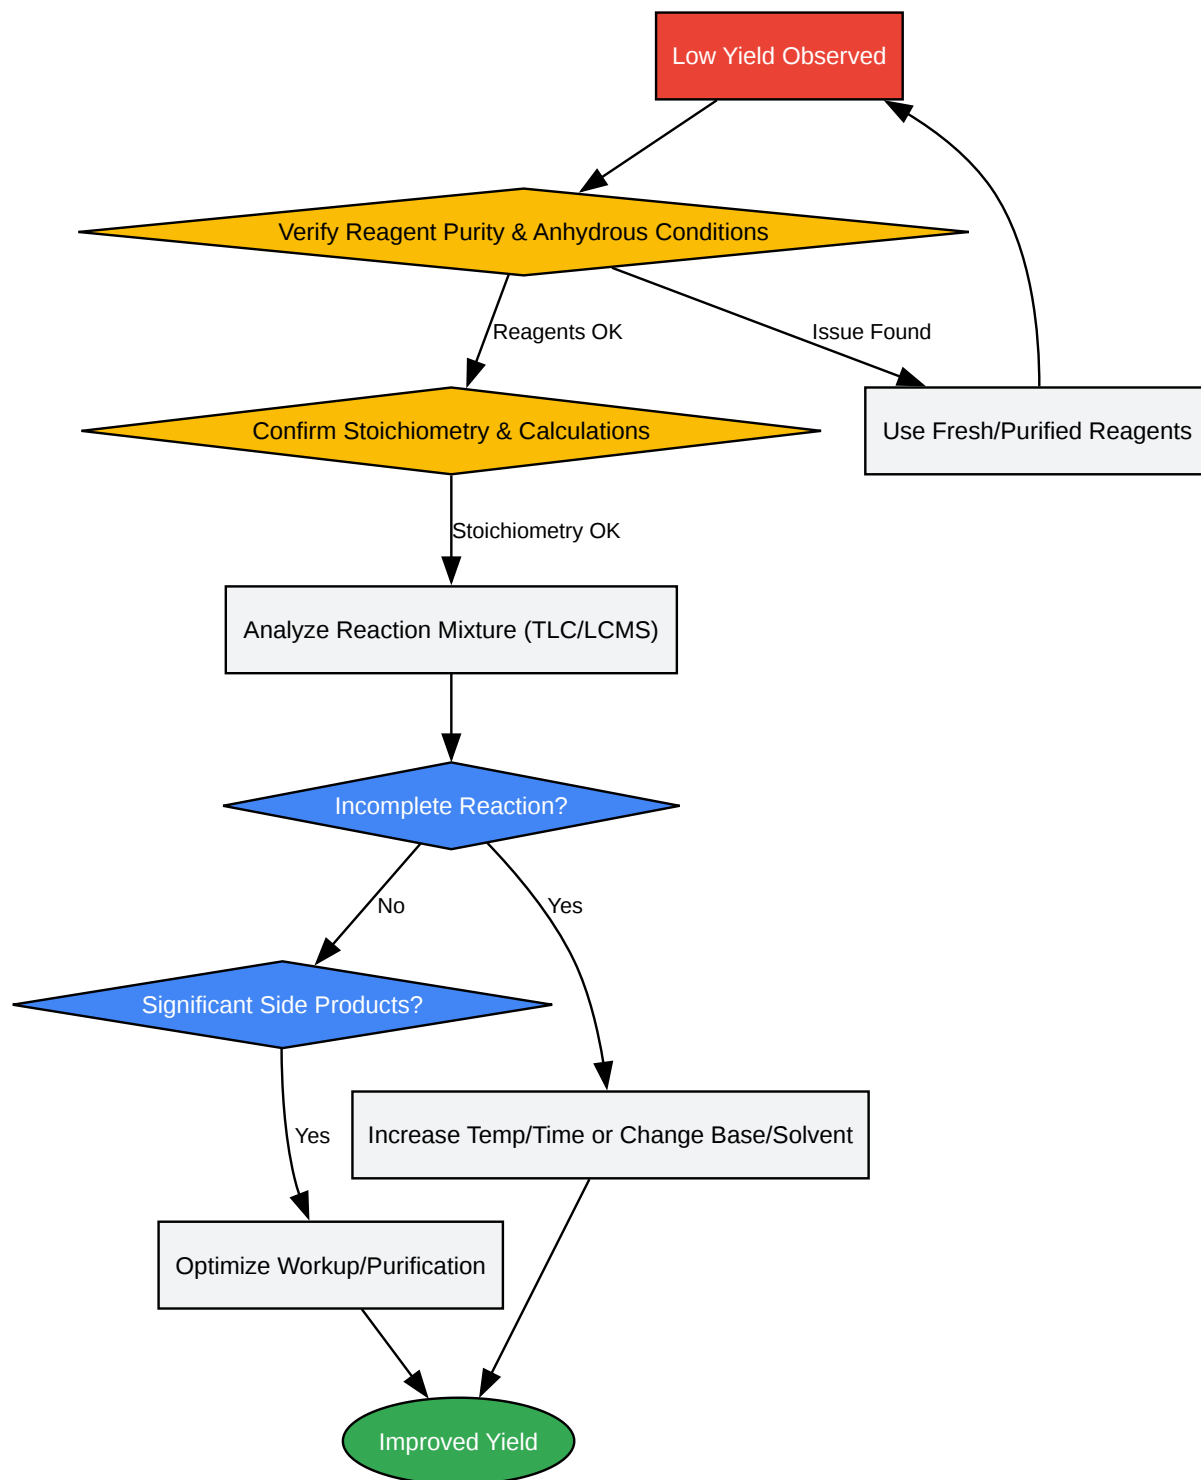 Low Yield Observed
Verify Reagent Purity & Anhydrous Conditions
Reagents OK
Issue Found
Confirm Stoichiometry & Calculations
Use Fresh/Purified Reagents
Stoichiometry OK
Analyze Reaction Mixture (TLC/LCMS)
Incomplete Reaction?
No
Yes
Significant Side Products?
Yes
Increase Temp/Time or Change Base/Solvent
Optimize Workup/Purification
Improved Yield